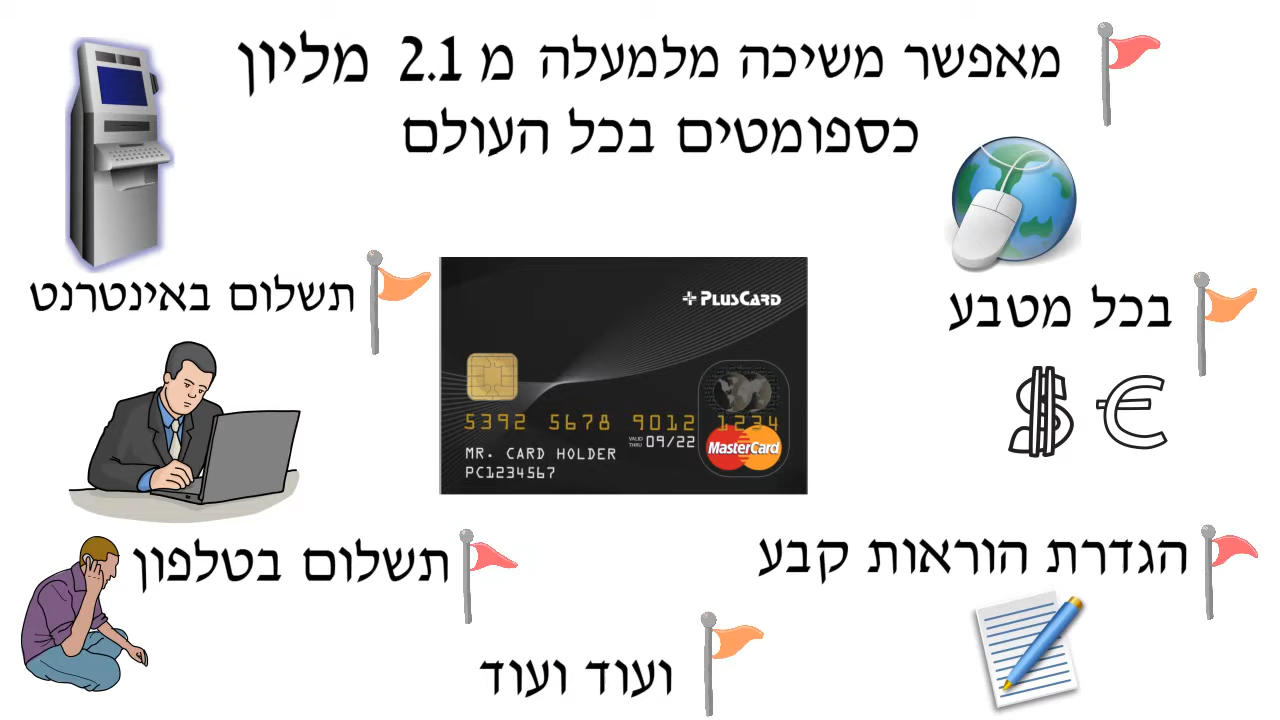 מאפשר משיכה מלמעלה מ 2.1 מליון
כספומטים בכל העולם
תשלום באינטרנט
בכל מטבע
PLUSCARD
5392 5678 9012 1234
VALID THRU 09/22
MR. CARD HOLDER
PC1234567
MasterCard
$ €
הגדרת הוראות קבע
תשלום בטלפון
ועוד ועוד